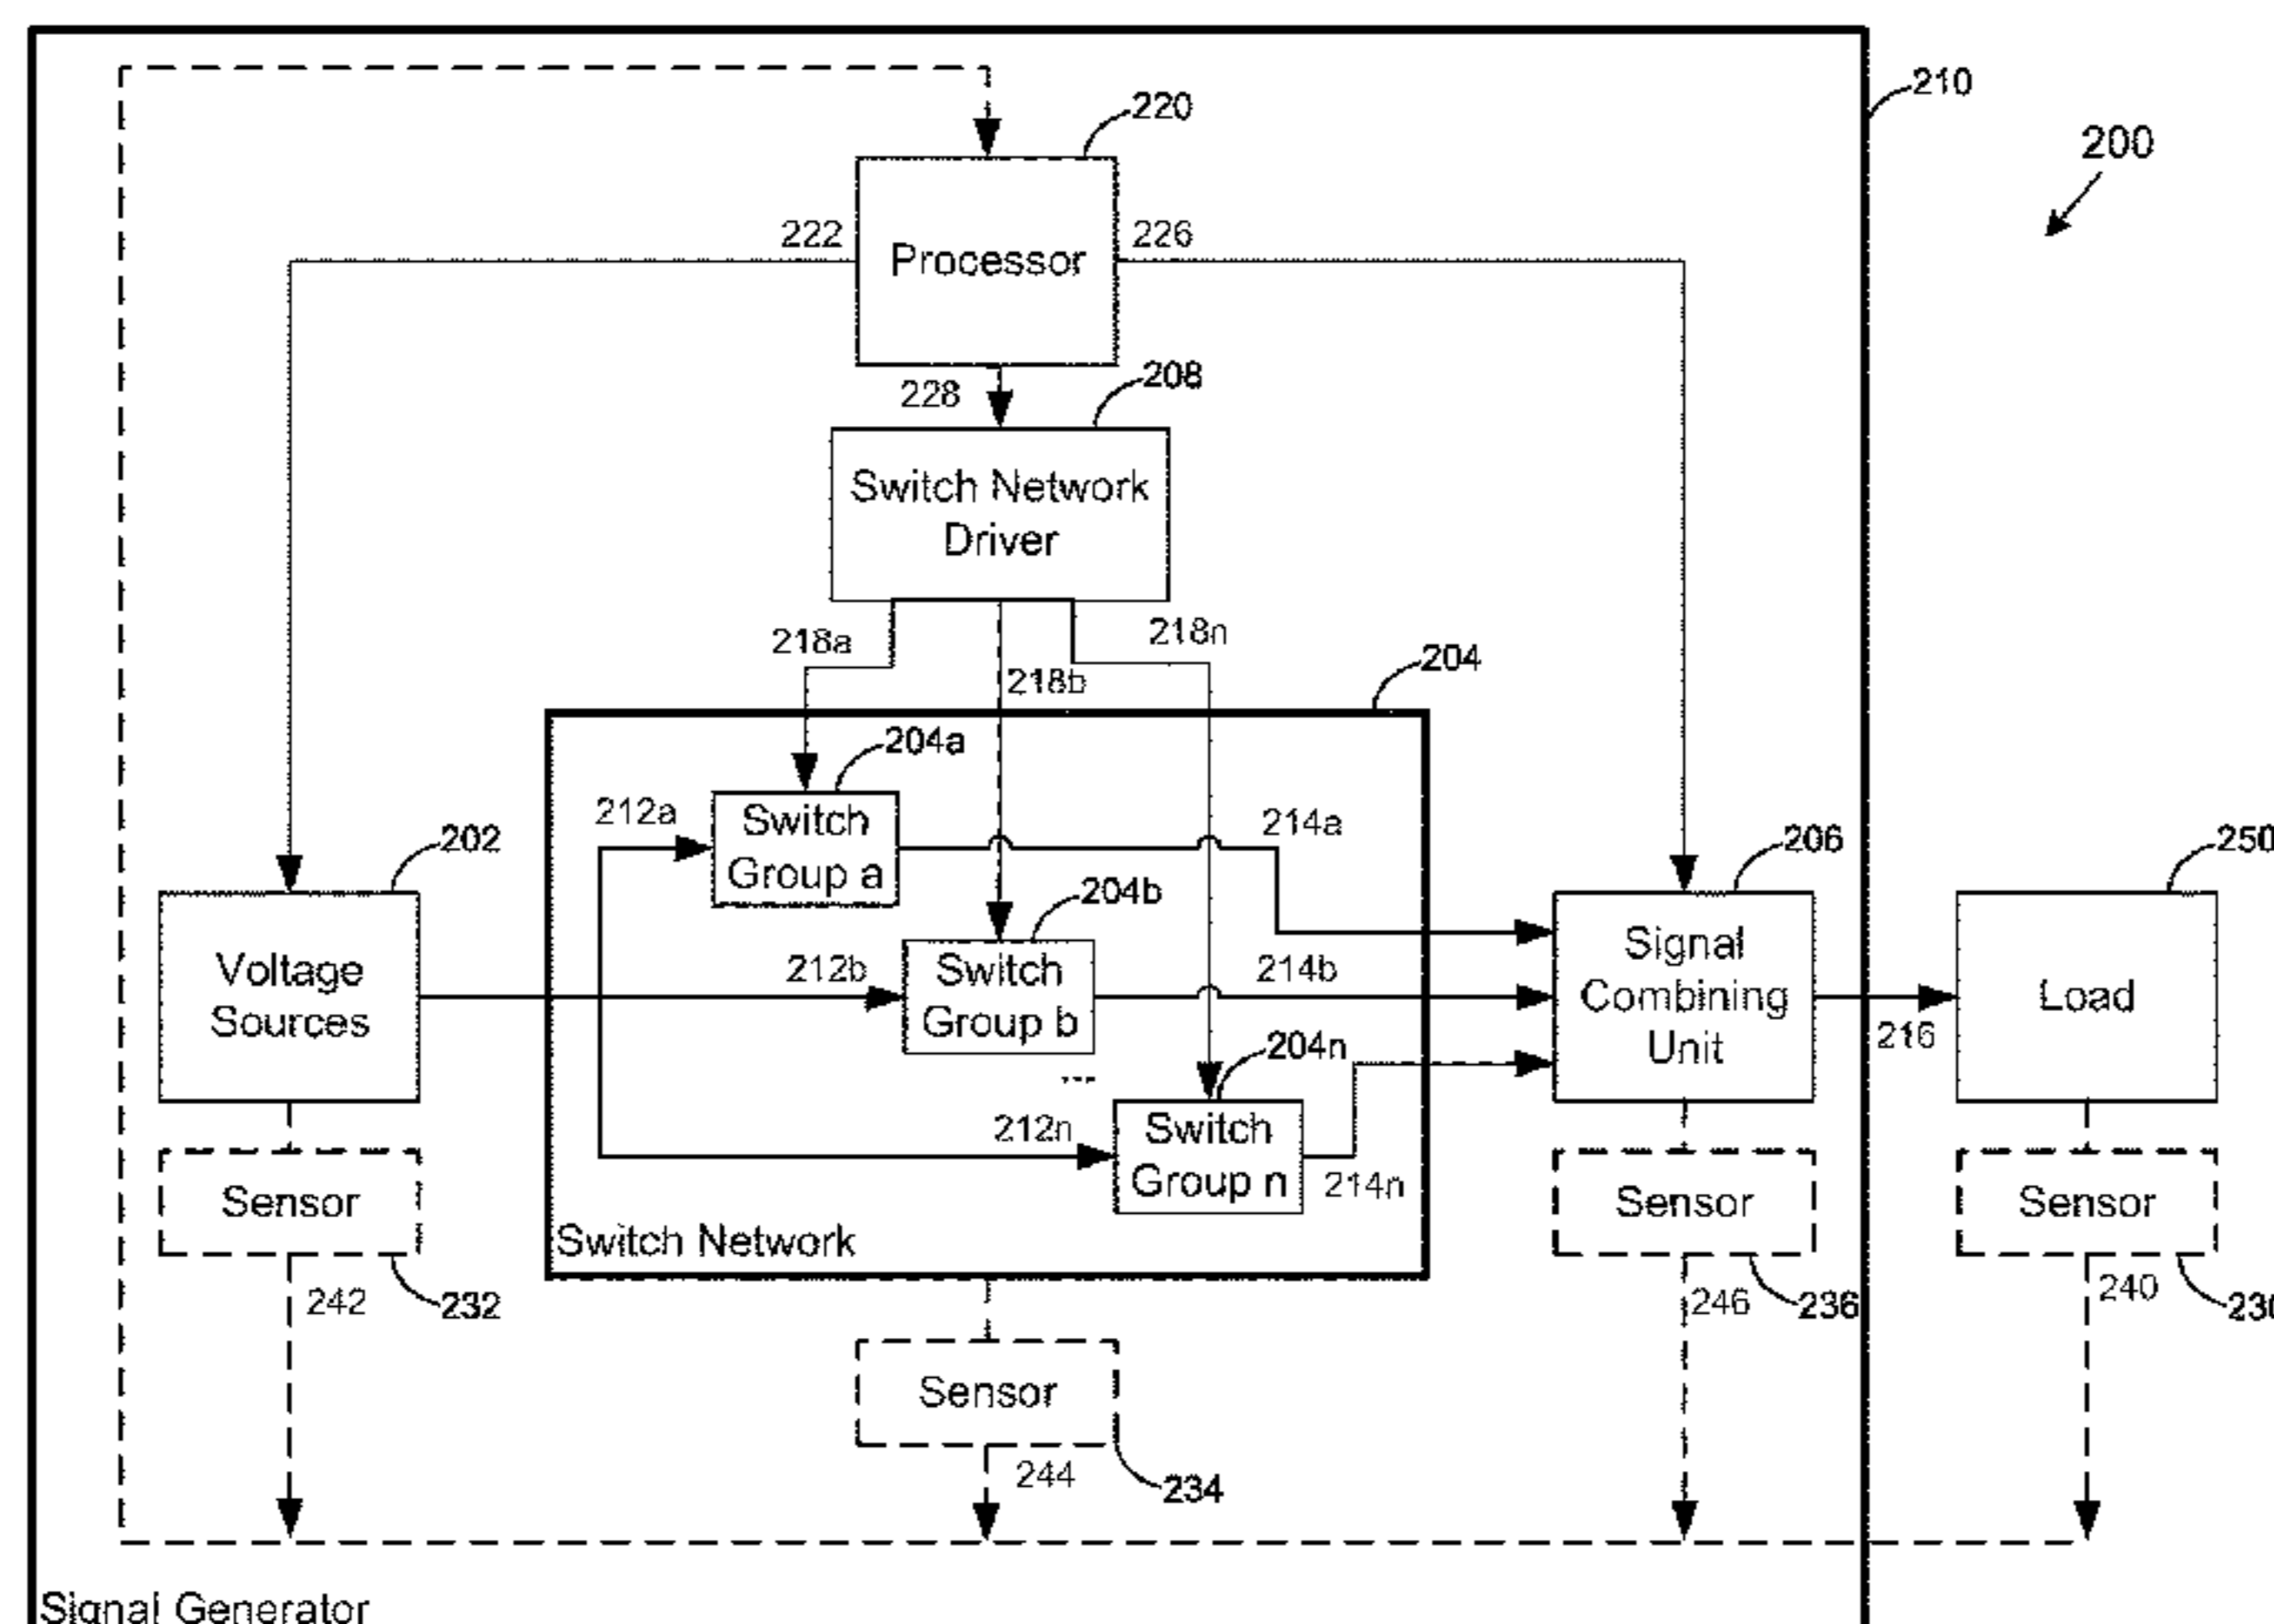 210
220
200
222
Processor
226
228
208
Switch Network
Driver
218a
218n
218b
204
204a
212a
Switch
Group a
214a
202
206
250
204b
Voltage
Sources
212b
Switch
Group b
214b
Signal
Combining
Unit
Load
216
204n
...
212n
Switch
Group n
214n
Sensor
Sensor
Sensor
Switch Network
242
232
246
236
240
230
Sensor
244
234
Signal Generator